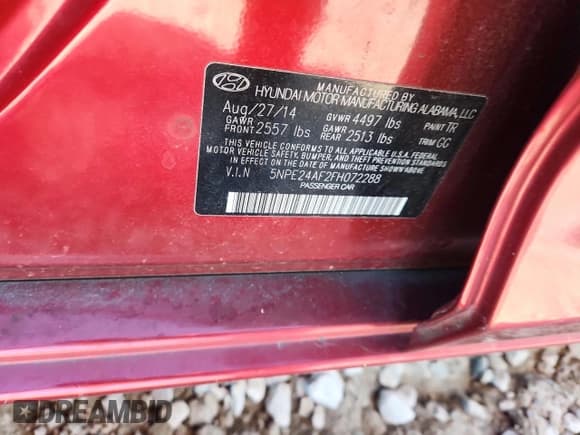 MANUFACTURED BY
HYUNDAI MOTOR MANUFACTURING ALABAMA, LLC
Aug/27/14 GVWR 4497 lbs PAINT TR
GAWR FRONT 2557 lbs GAWR REAR 2513 lbs TRIM GC
THIS VEHICLE CONFORMS TO ALL APPLICABLE U.S.A. FEDERAL
MOTOR VEHICLE SAFETY, BUMPER, AND THEFT PREVENTION STANDARDS
IN EFFECT ON THE DATE OF MANUFACTURE SHOWN ABOVE.
V.I.N 5NPE24AF2FH072288
PASSENGER CAR
DREAMBID